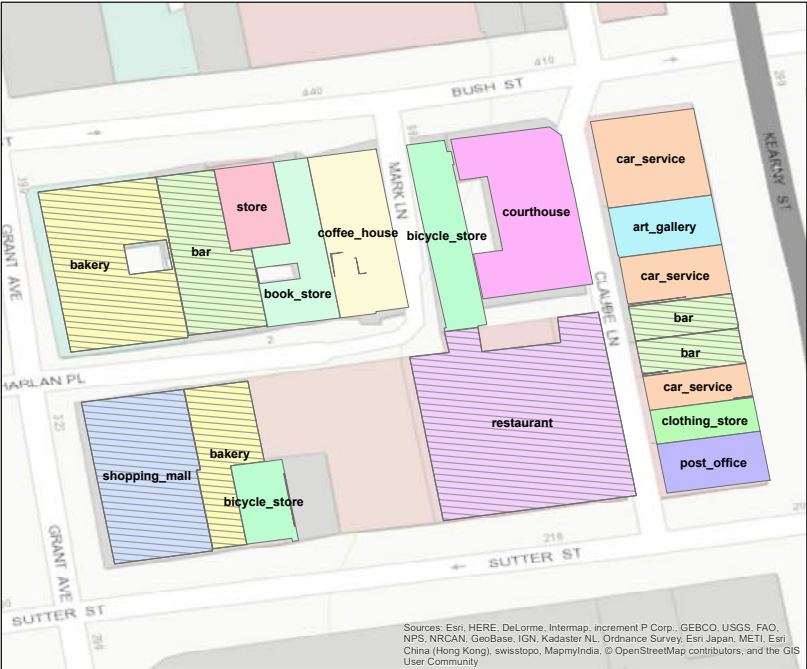 440
410
BUSH ST
ST
289
399
MARK LN
KEARNY ST
car_service
store
courthouse
GRANT AVE
art_gallery
coffee_house
bicycle_store
bar
bakery
car_service
CLAUDE LN
book_store
bar
2
bar
HARLAN PL
car_service
clothing_store
restaurant
bakery
post_office
shopping_mall
bicycle_store
GRANT AVE
216
SUTTER ST
SUTTER ST
Sources: Esri, HERE, DeLorme, Intermap, increment P Corp., GEBCO, USGS, FAO,
NPS, NRCAN, GeoBase, IGN, Kadaster NL, Ordnance Survey, Esri Japan, METI, Esri
China (Hong Kong), swisstopo, MapmyIndia, © OpenStreetMap contributors, and the GIS
User Community